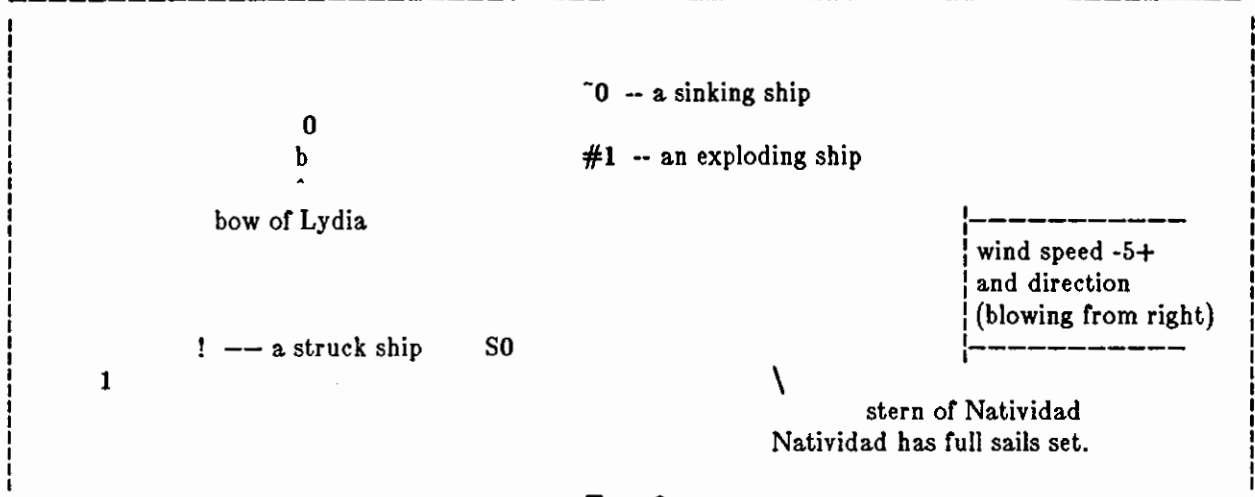 ~0 -- a sinking ship
0
b
#1 -- an exploding ship
^
bow of Lydia
wind speed -5+
and direction
(blowing from right)
! -- a struck ship S0
1 \
stern of Natividad
Natividad has full sails set.